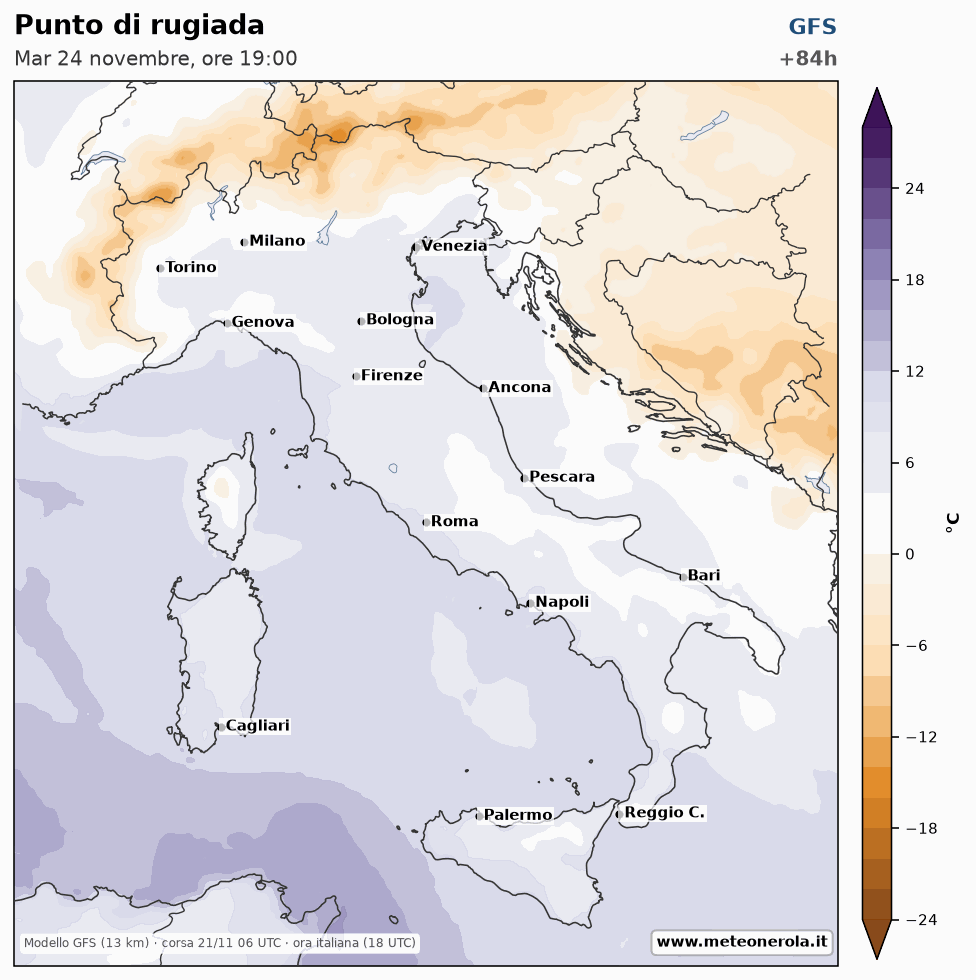 Punto di rugiada
GFS
Mar 24 novembre, ore 19:00
+84h
Milano
Venezia
Torino
Genova
Bologna
Firenze
Ancona
Pescara
Roma
Bari
Napoli
Cagliari
Palermo
Reggio C.
24
18
12
6
0
−6
−12
−18
−24
°C
Modello GFS (13 km) · corsa 21/11 06 UTC · ora italiana (18 UTC)
www.meteonerola.it